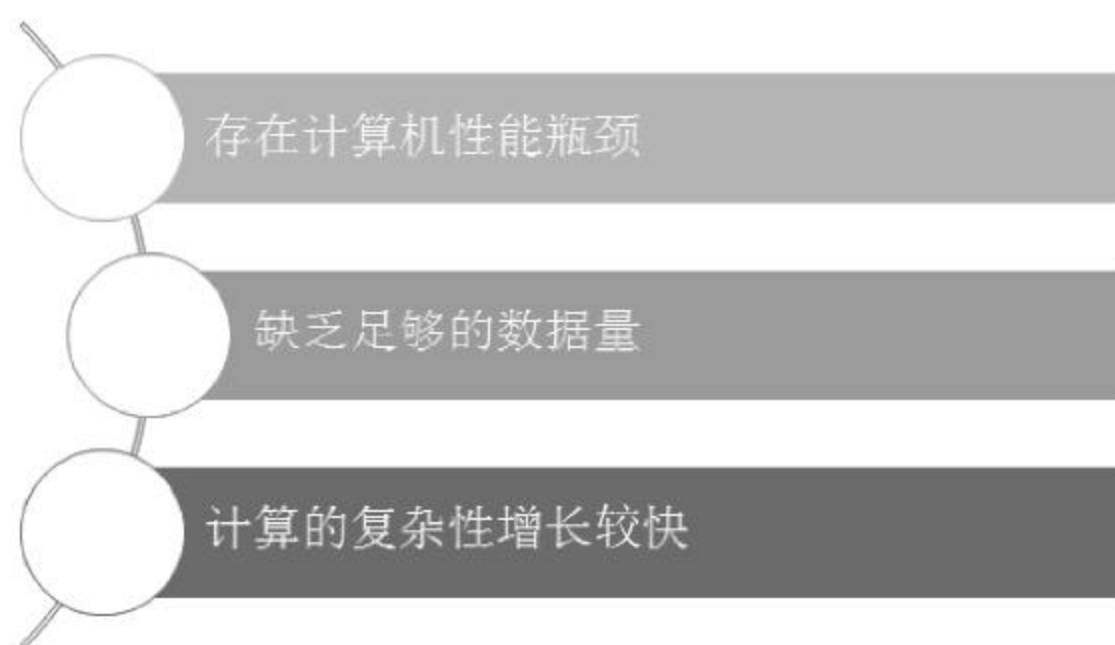 存在计算机性能瓶颈
缺乏足够的数据量
计算的复杂性增长较快